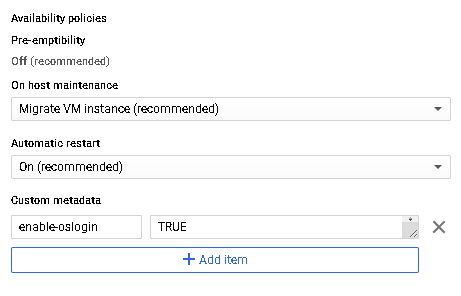 Availability policies
Pre-emptibility
Off (recommended)
On host maintenance
Migrate VM instance (recommended)
Automatic restart
On (recommended)
Custom metadata
enable-oslogin TRUE
Add item